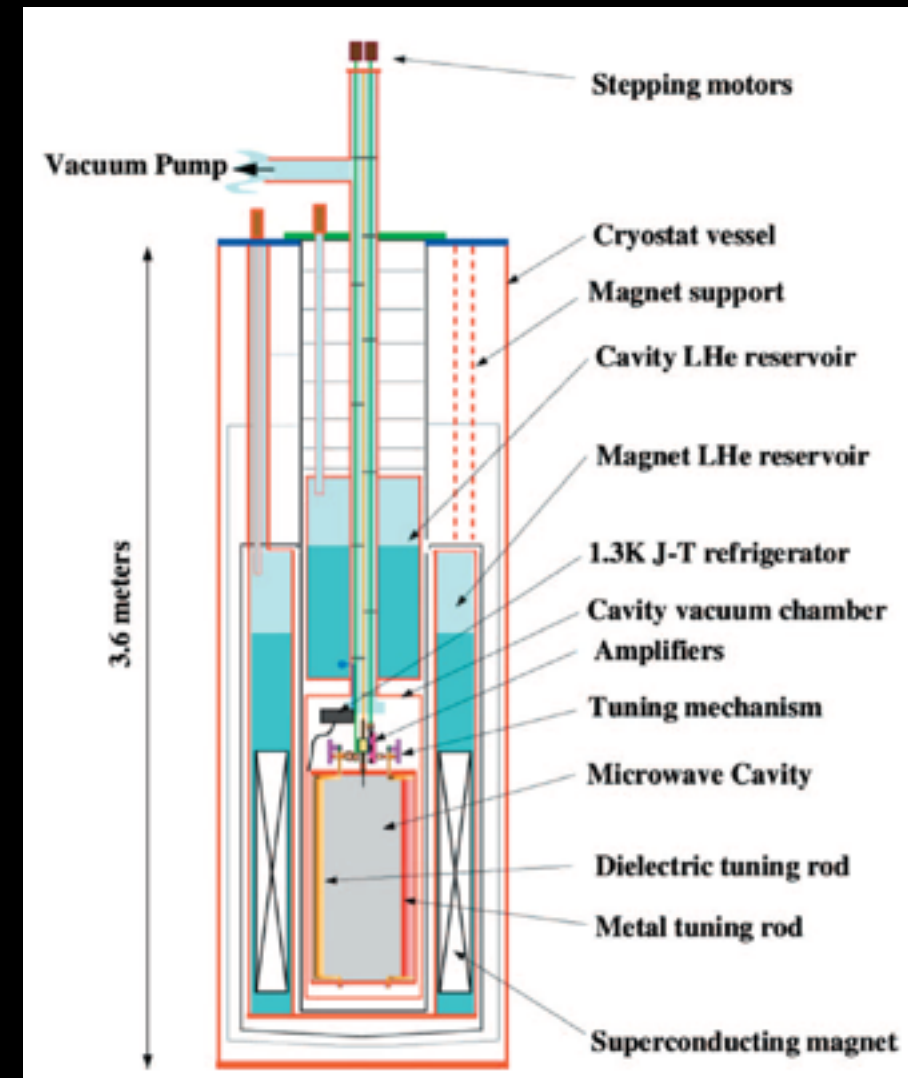 Stepping motors
Vacuum Pump
Cryostat vessel
Magnet support
Cavity LHe reservoir
Magnet LHe reservoir
1.3K J-T refrigerator
Cavity vacuum chamber
Amplifiers
3.6 meters
Tuning mechanism
Microwave Cavity
Dielectric tuning rod
Metal tuning rod
Superconducting magnet